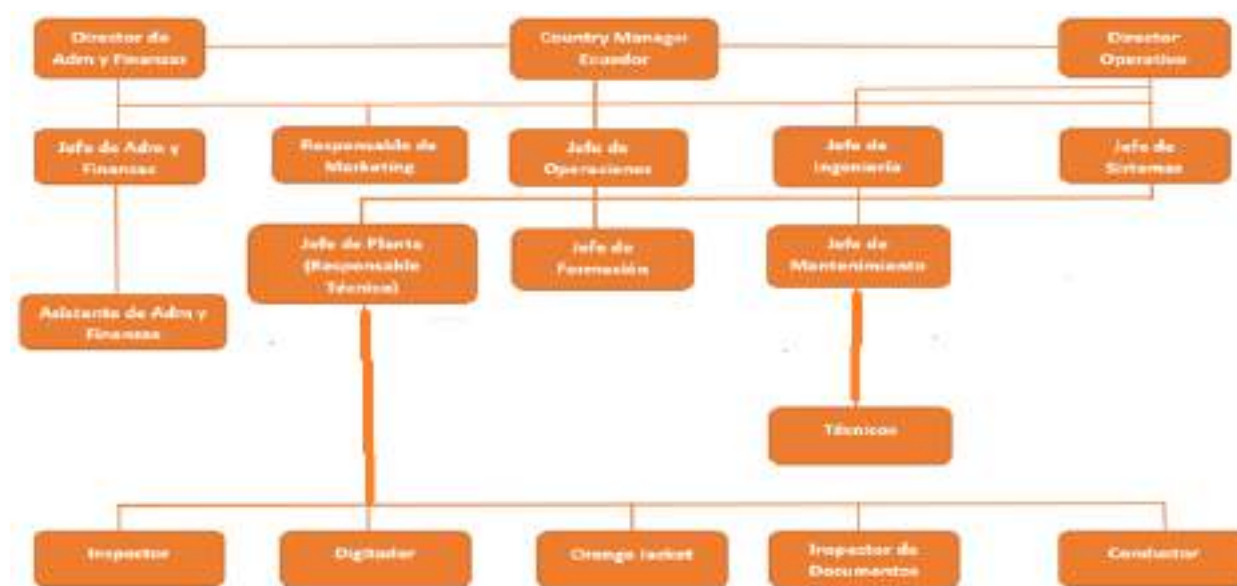 Director de
Adm y Finanzas
Country Manager
Ecuador
Director
Operativo
Jefe de Adm y
Finanzas
Responsable de
Marketing
Jefe de
Operaciones
Jefe de
Ingeniería
Jefe de
Sistemas
Jefe de Planta
(Responsable
Técnico)
Jefe de
Formación
Jefe de
Mantenimiento
Asistente de Adm y
Finanzas
Técnicos
Inspector
Digitador
Orange Jacket
Inspector de
Documentos
Conductor